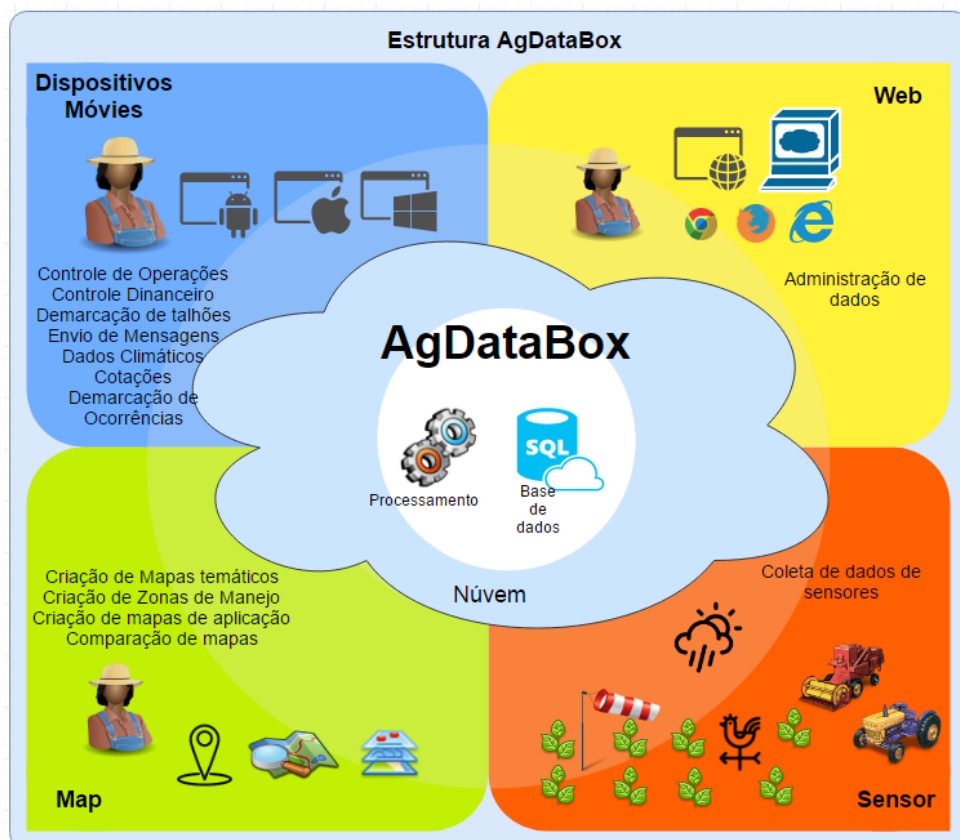 Estrutura AgDataBox
Dispositivos
Móvies
Controle de Operações
Controle Dinanceiro
Demarcação de talhões
Envio de Mensagens
Dados Climáticos
Cotações
Demarcação de
Ocorrências
Web
Administração de
dados
AgDataBox
SQL
Processamento
Base
de
dados
Núvem
Criação de Mapas temáticos
Criação de Zonas de Manejo
Criação de mapas de aplicação
Comparação de mapas
Map
Coleta de dados de
sensores
Sensor